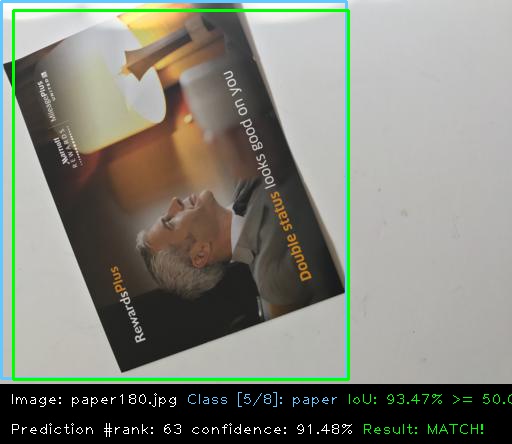 Marriott
REWARDS
MileagePlus
UNITED
Double status looks good on you
RewardsPlus
Image: paper180.jpg Class [5/8]: paper IoU: 93.47% >= 50.0
Prediction #rank: 63 confidence: 91.48% Result: MATCH!